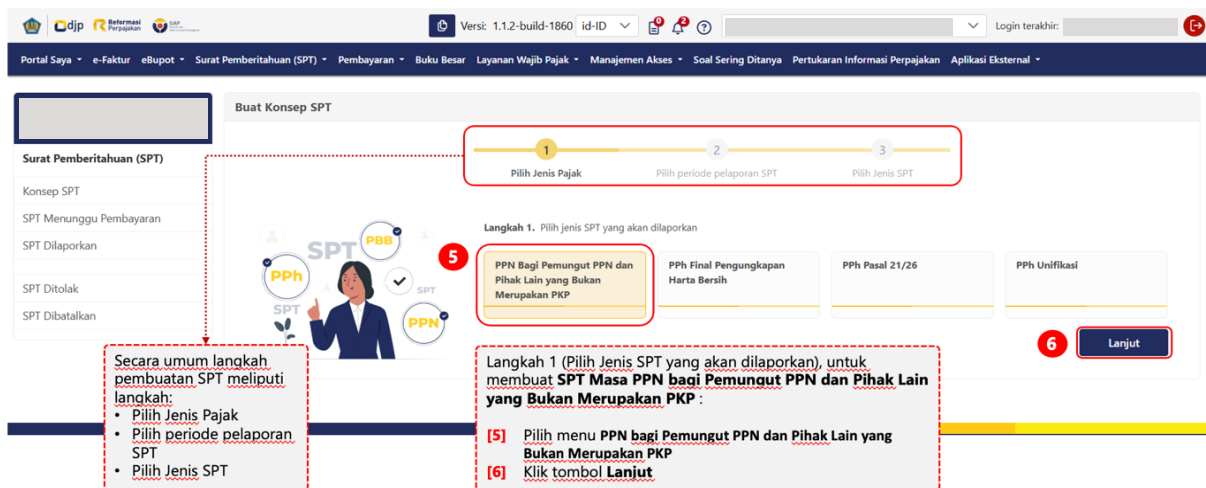 djp Reformasi Perpajakan SIAP
Versi: 1.1.2-build-1860 id-ID 0 2 Login terakhir:
Portal Saya e-Faktur eBupot Surat Pemberitahuan (SPT) Pembayaran Buku Besar Layanan Wajib Pajak Manajemen Akses Soal Sering Ditanya Pertukaran Informasi Perpajakan Aplikasi Eksternal
Buat Konsep SPT
Surat Pemberitahuan (SPT)
Konsep SPT
SPT Menunggu Pembayaran
SPT Dilaporkan
SPT Ditolak
SPT Dibatalkan
1 2 3
Pilih Jenis Pajak Pilih periode pelaporan SPT Pilih Jenis SPT
SPT PBB
PPh
SPT
SPT
PPN
Langkah 1. Pilih jenis SPT yang akan dilaporkan
5
PPN Bagi Pemungut PPN dan
Pihak Lain yang Bukan
Merupakan PKP
PPh Final Pengungkapan
Harta Bersih
PPh Pasal 21/26
PPh Unifikasi
6 Lanjut
Secara umum langkah
pembuatan SPT meliputi
langkah:
• Pilih Jenis Pajak
• Pilih periode pelaporan
SPT
• Pilih Jenis SPT
Langkah 1 (Pilih Jenis SPT yang akan dilaporkan), untuk
membuat SPT Masa PPN bagi Pemungut PPN dan Pihak Lain
yang Bukan Merupakan PKP :
[5] Pilih menu PPN bagi Pemungut PPN dan Pihak Lain yang
Bukan Merupakan PKP
[6] Klik tombol Lanjut